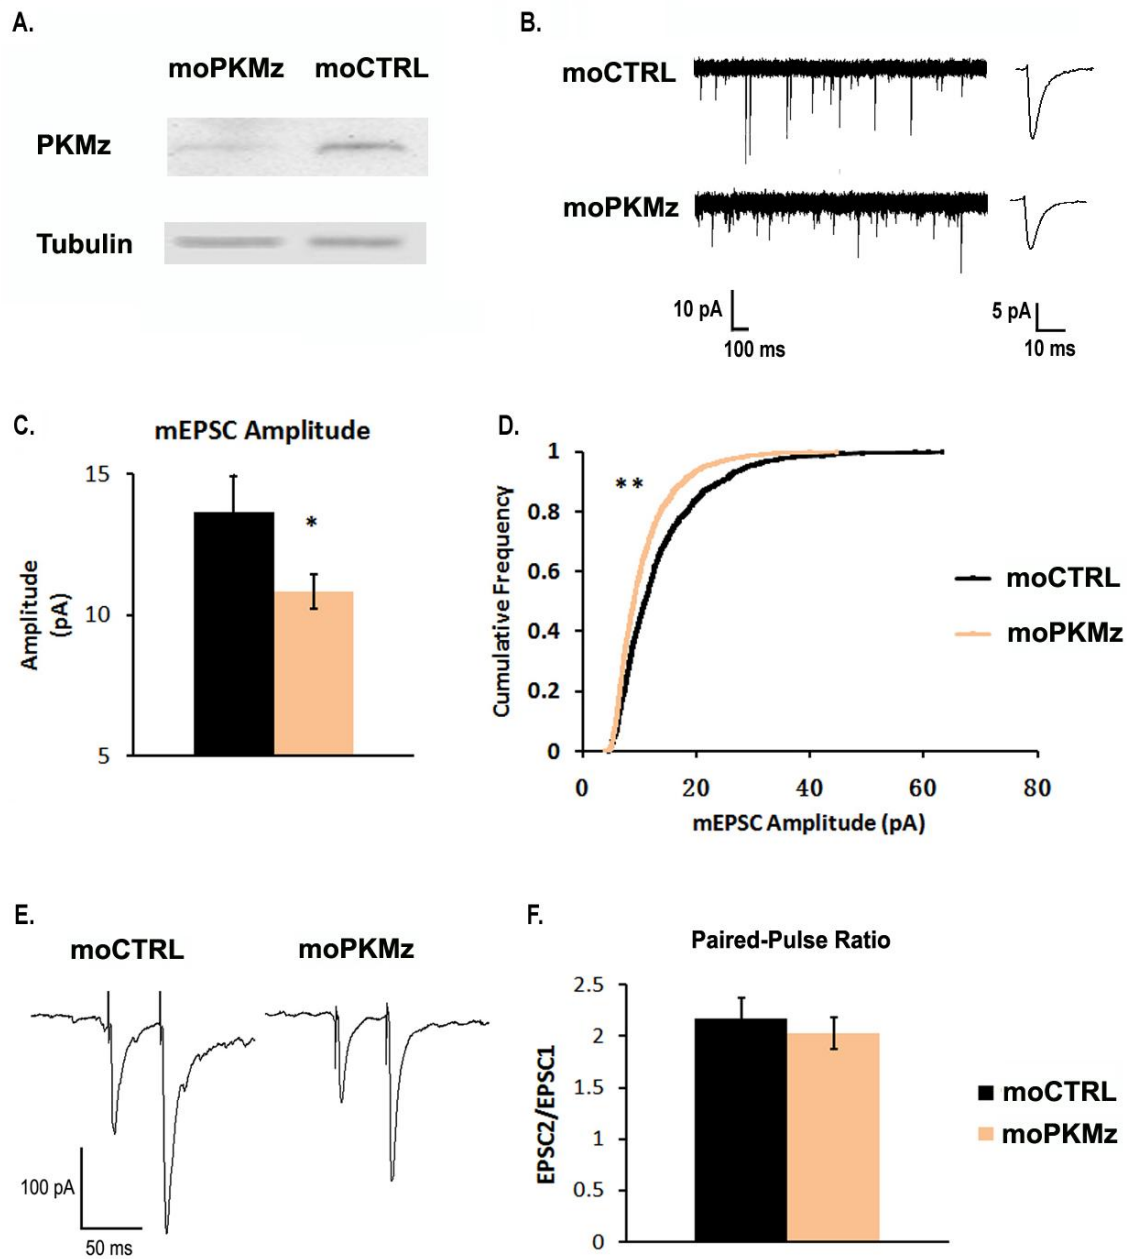 A.
moPKMz moCTRL
PKMz
Tubulin
B.
moCTRL
moPKMz
10 pA
100 ms
5 pA
10 ms
C.
mEPSC Amplitude
Amplitude
(pA)
15
*
10
5
D.
Cumulative Frequency
1
**
0.8
0.6
0.4
0.2
0
0 20 40 60 80
mEPSC Amplitude (pA)
moCTRL
moPKMz
E.
moCTRL moPKMz
100 pA
50 ms
F.
Paired-Pulse Ratio
EPSC2/EPSC1
2.5
2
1.5
1
0.5
0
moCTRL
moPKMz